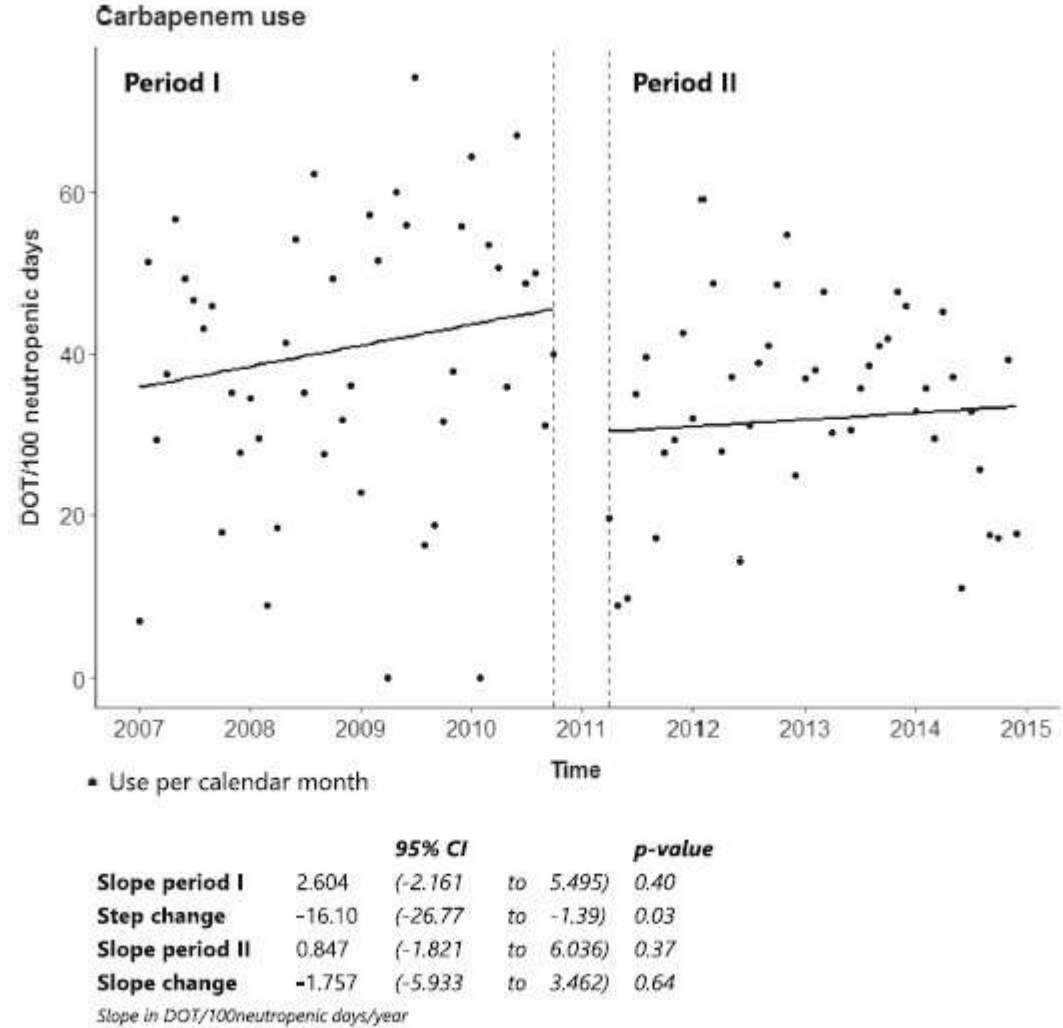 Carbapenem use
Period I
Period II
DOT/100 neutropenic days
60
40
20
0
2007 2008 2009 2010 2011 2012 2013 2014 2015
Time
Use per calendar month
95% CI p-value
Slope period I 2.604 (-2.161 to 5.495) 0.40
Step change -16.10 (-26.77 to -1.39) 0.03
Slope period II 0.847 (-1.821 to 6.036) 0.37
Slope change -1.757 (-5.933 to 3.462) 0.64
Slope in DOT/100neutropenic days/year